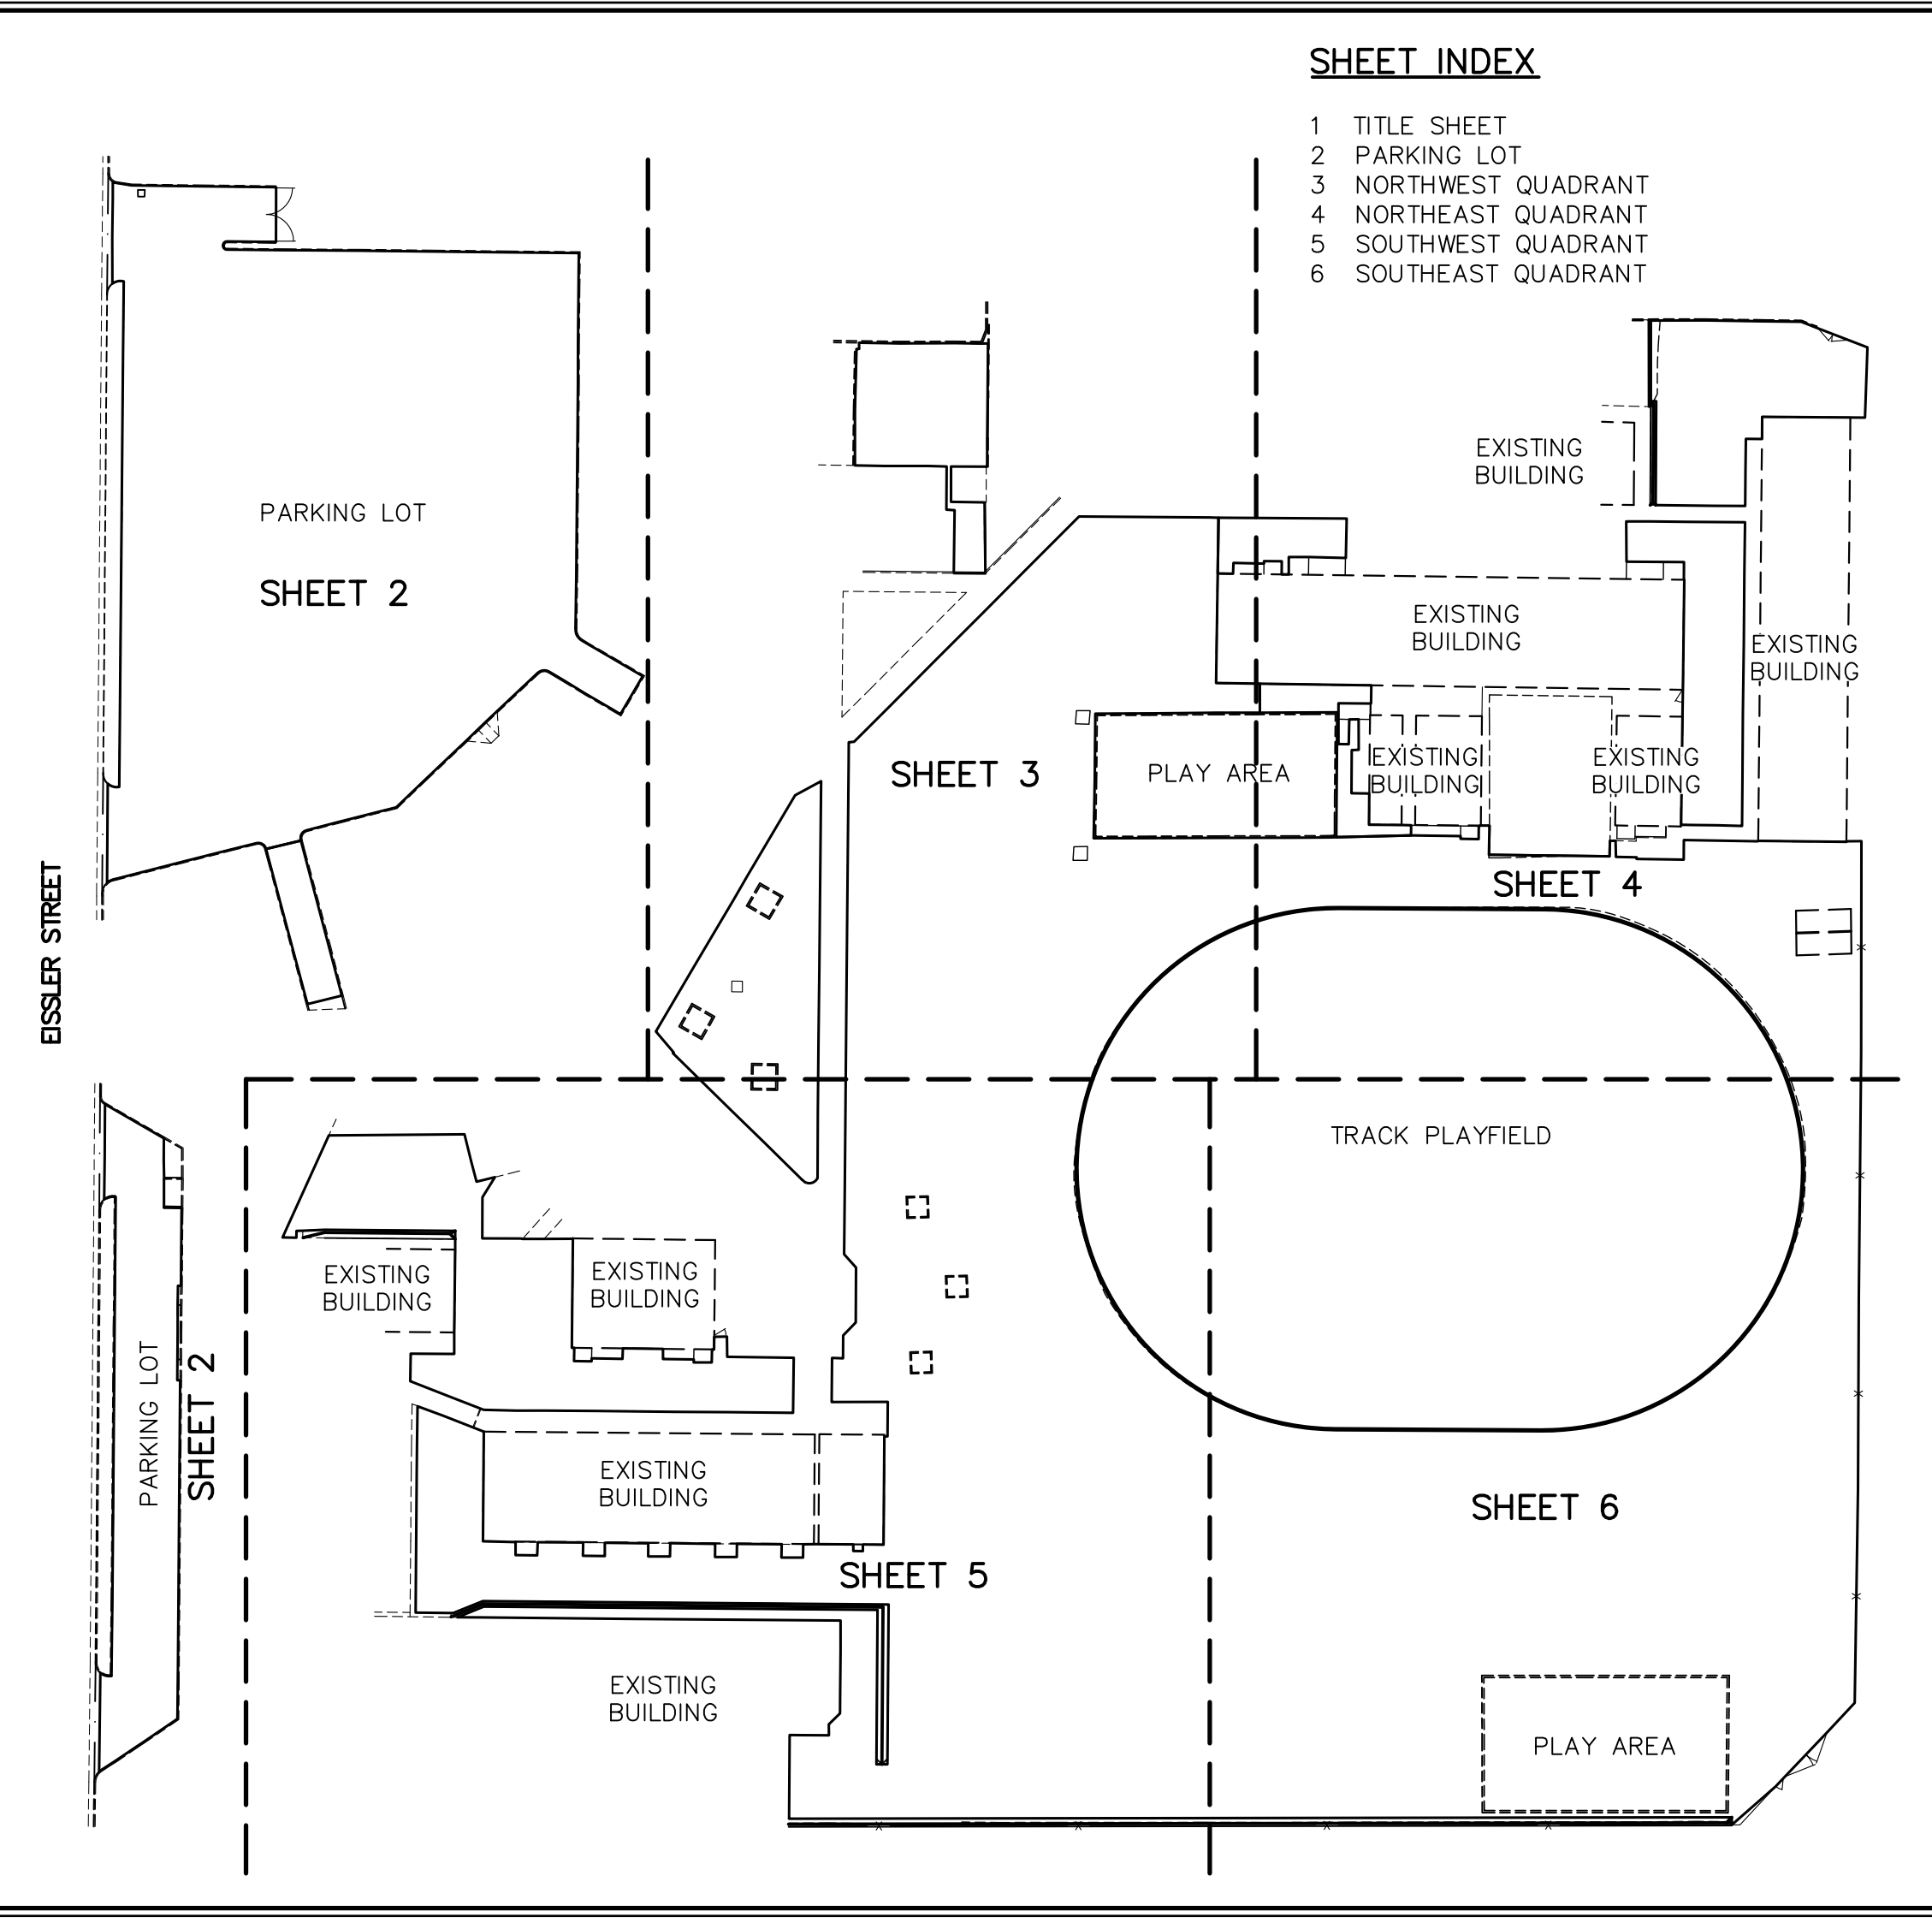 SHEET INDEX
1 TITLE SHEET
2 PARKING LOT
3 NORTHWEST QUADRANT
4 NORTHEAST QUADRANT
5 SOUTHWEST QUADRANT
6 SOUTHEAST QUADRANT
EXISTING
BUILDING
PARKING LOT
SHEET 2
EXISTING
BUILDING
EXISTING
BUILDING
SHEET 3
PLAY AREA
EXISTING
BUILDING
EXISTING
BUILDING
SHEET 4
EISSLER STREET
TRACK PLAYFIELD
EXISTING
BUILDING
EXISTING
BUILDING
PARKING LOT
SHEET 2
EXISTING
BUILDING
SHEET 6
SHEET 5
EXISTING
BUILDING
PLAY AREA